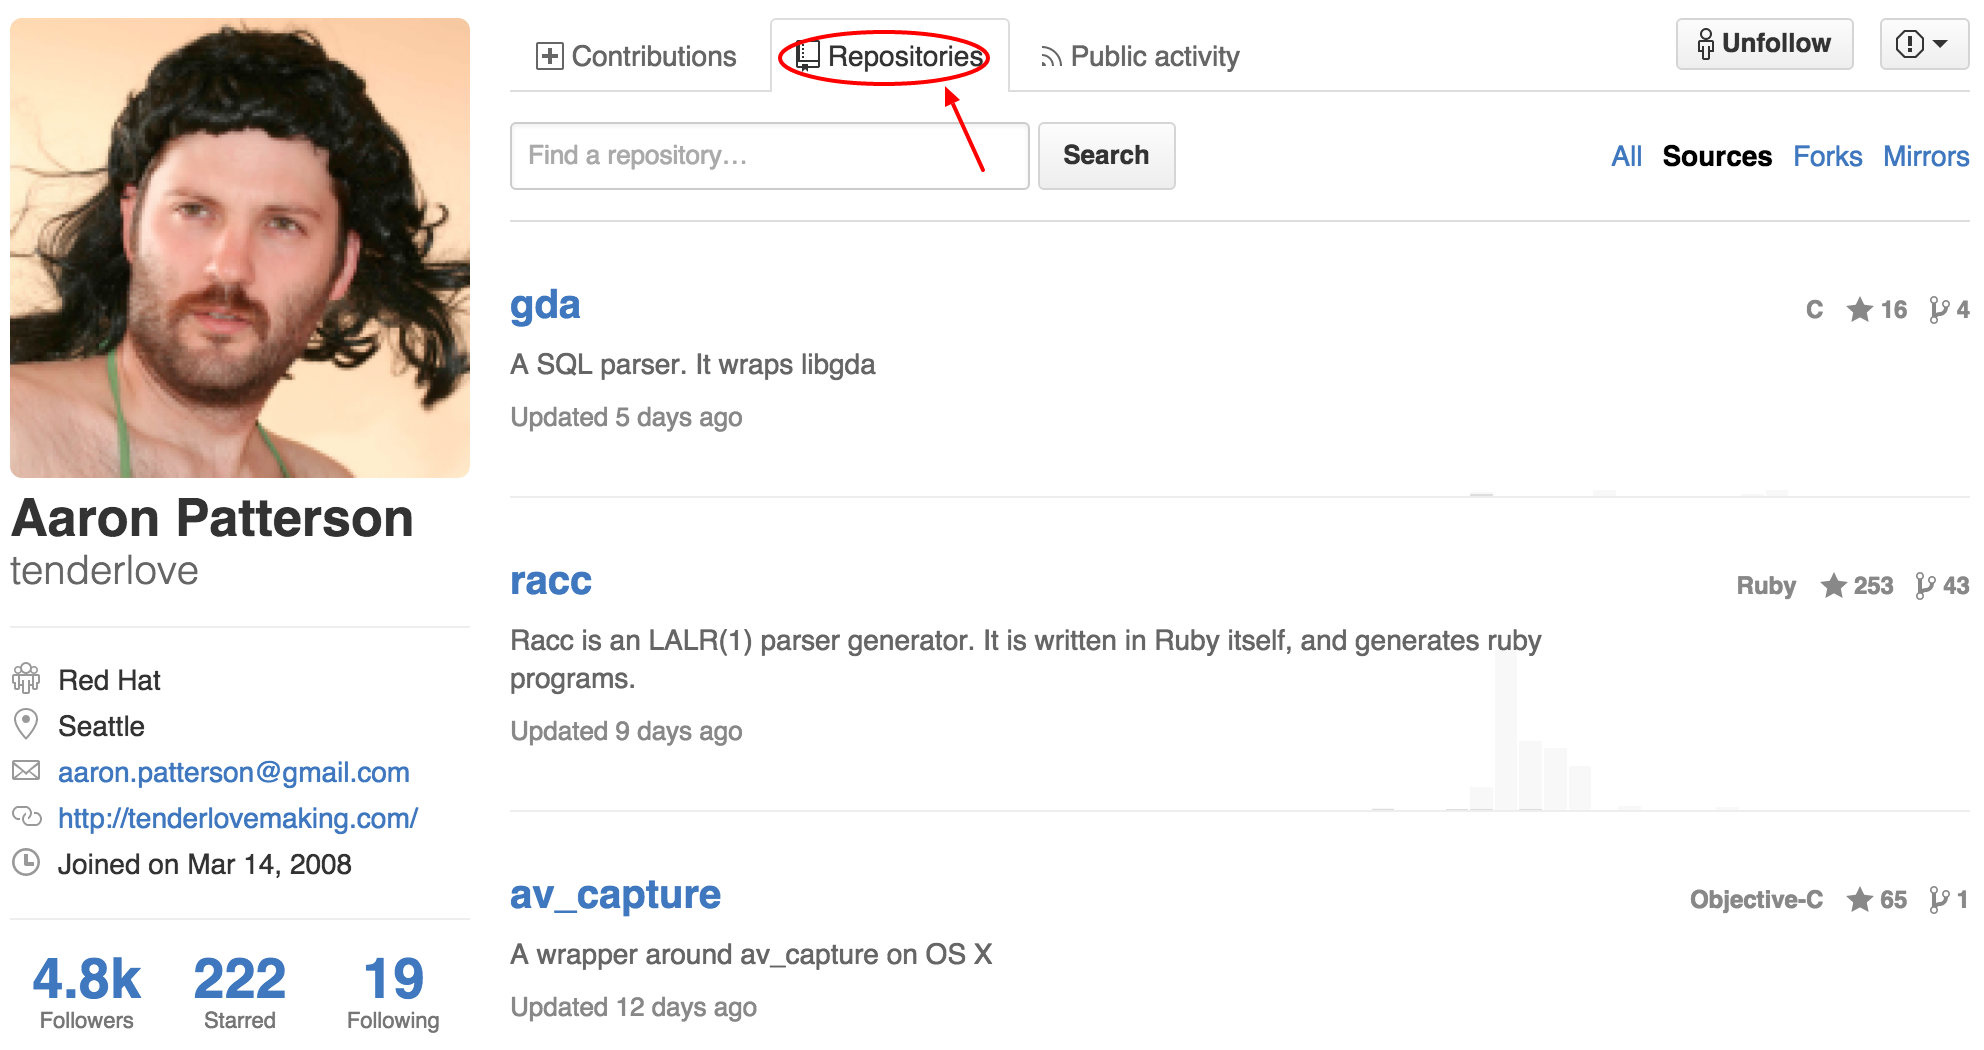 Contributions
Repositories
Public activity
Unfollow
Find a repository…
Search
All Sources Forks Mirrors
gda
C 16 4
A SQL parser. It wraps libgda
Updated 5 days ago
racc
Ruby 253 43
Racc is an LALR(1) parser generator. It is written in Ruby itself, and generates ruby
programs.
Updated 9 days ago
av_capture
Objective-C 65 1
A wrapper around av_capture on OS X
Updated 12 days ago
Aaron Patterson
tenderlove
Red Hat
Seattle
aaron.patterson@gmail.com
http://tenderlovemaking.com/
Joined on Mar 14, 2008
4.8k 222 19
Followers Starred Following